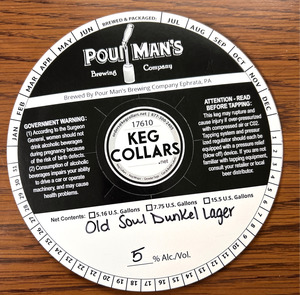 BREWED & PACKAGED:
JAN FEB MAR APR MAY JUN JUL AUG SEP OCT NOV DEC
POUR MAN'S
Brewing Company
Brewed By Pour Man's Brewing Company Ephrata, PA
GOVERNMENT WARNING:
(1) According to the Surgeon
General, women should not
drink alcoholic beverages
during pregnancy because
of the risk of birth defects.
(2) Consumption of alcoholic
beverages impairs your ability
to drive a car or operate
machinery, and may cause
health problems.
17610
KEG
COLLARS
ATTENTION - READ
BEFORE TAPPING:
This keg may rupture and
cause injury if over-pressurized
with compressed air or C02.
Tapping system and pressurized
regulator should each be
equipped with a pressure relief
(blow off) device. If you are not
familiar with tapping equipment,
consult your retailer or local
beer distributor.
Net Contents: 5.16 U.S. Gallons 7.75 U.S. Gallons 15.5 U.S. Gallons
Old Soul Dunkel Lager
5 % Alc./Vol.